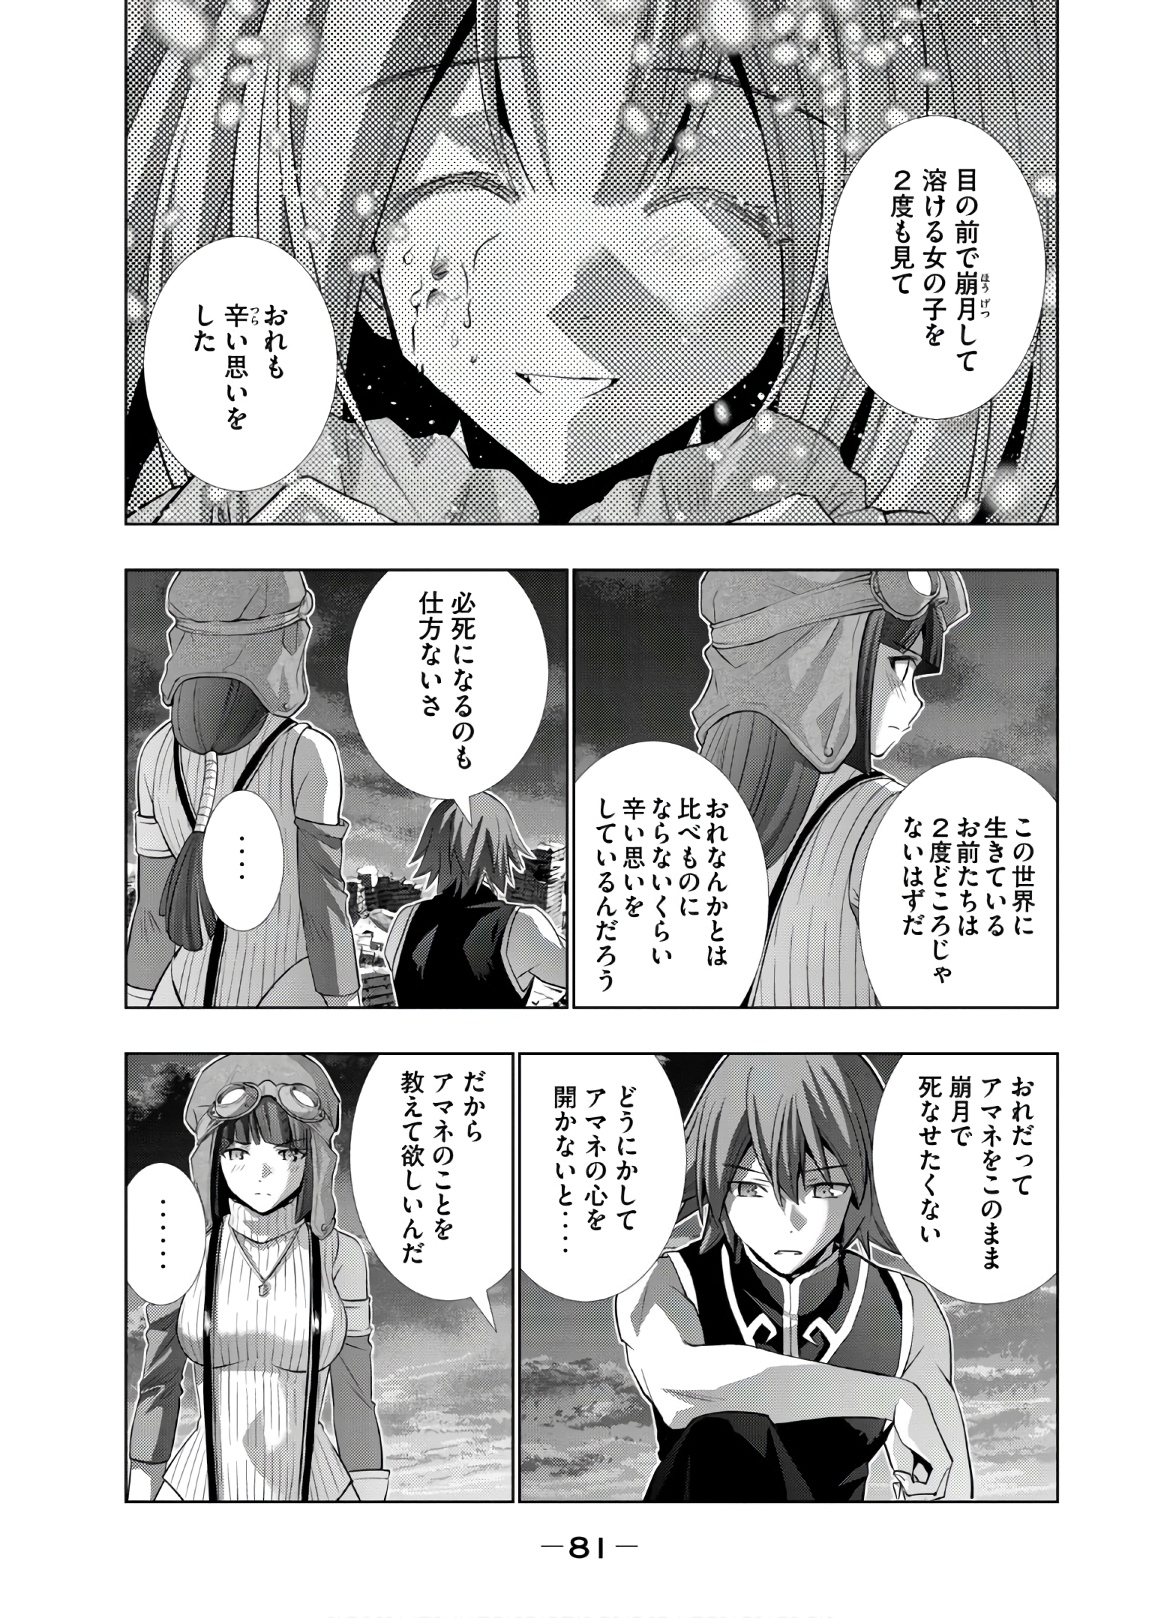 目の前で崩月して
溶ける女の子を
２度も見て
おれも
辛い思いを
した
この世界に
生きている
お前たちは
２度どころじゃ
ないはずだ
おれなんかとは
比べものに
ならないくらい
辛い思いを
しているんだろう
必死になるのも
仕方ないさ
‥‥
おれだって
アマネをこのまま
崩月で
死なせたくない
どうにかして
アマネの心を
開かないと‥‥
だから
アマネのことを
教えて欲しいんだ
‥‥‥
—81—